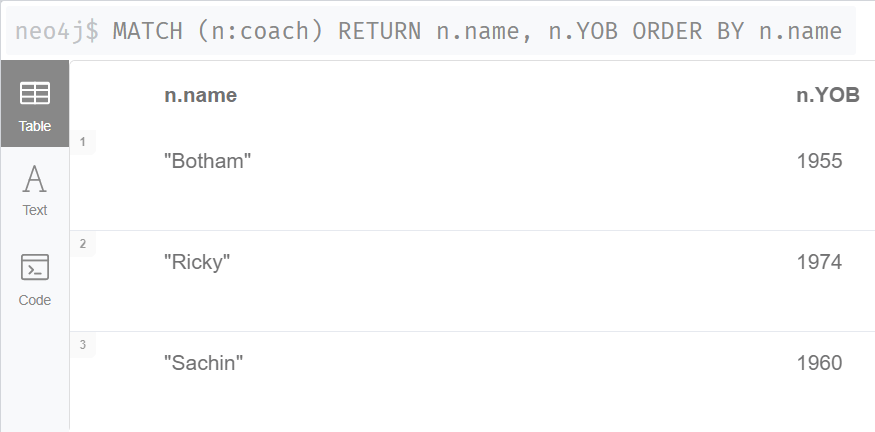 neo4j$ MATCH (n:coach) RETURN n.name, n.YOB ORDER BY n.name
Table
Text
Code
n.name n.YOB
1 "Botham" 1955
2 "Ricky" 1974
3 "Sachin" 1960